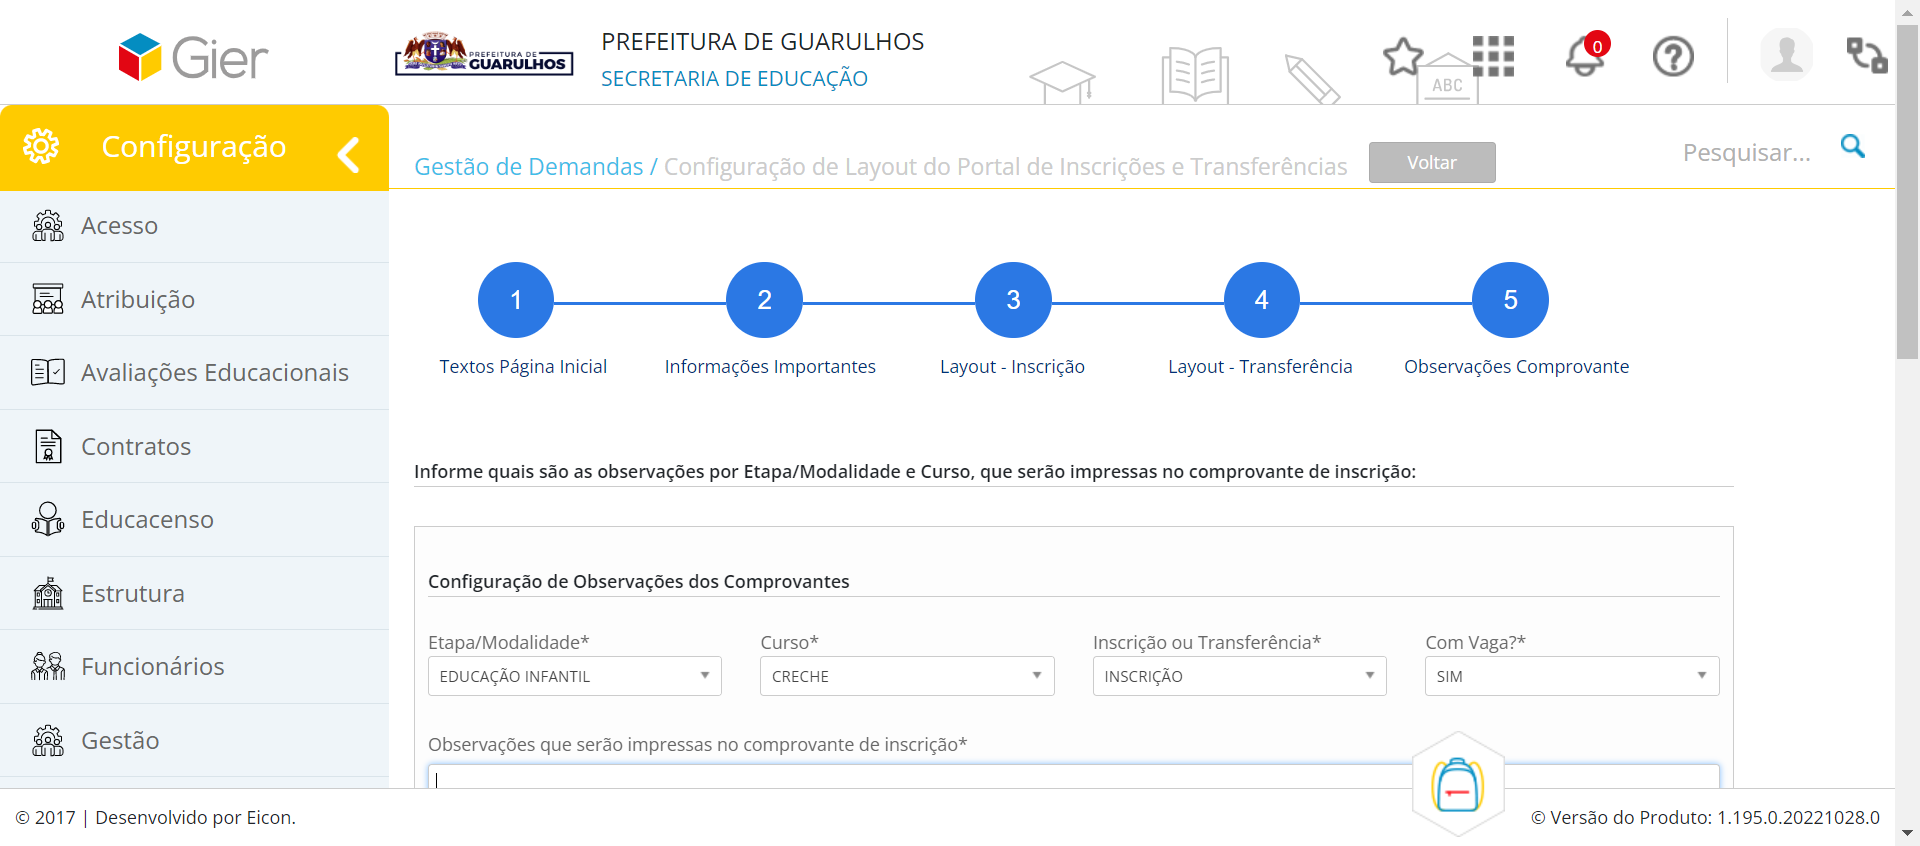 Gier
PREFEITURA DE
GUARULHOS
PREFEITURA DE GUARULHOS
SECRETARIA DE EDUCAÇÃO
ABC
0
Configuração
Gestão de Demandas / Configuração de Layout do Portal de Inscrições e Transferências
Voltar
Pesquisar...
Acesso
Atribuição
Avaliações Educacionais
Contratos
Educacenso
Estrutura
Funcionários
Gestão
1
2
3
4
5
Textos Página Inicial
Informações Importantes
Layout - Inscrição
Layout - Transferência
Observações Comprovante
Informe quais são as observações por Etapa/Modalidade e Curso, que serão impressas no comprovante de inscrição:
Configuração de Observações dos Comprovantes
Etapa/Modalidade*
Curso*
Inscrição ou Transferência*
Com Vaga?*
EDUCAÇÃO INFANTIL
CRECHE
INSCRIÇÃO
SIM
Observações que serão impressas no comprovante de inscrição*
© 2017 | Desenvolvido por Eicon.
© Versão do Produto: 1.195.0.20221028.0